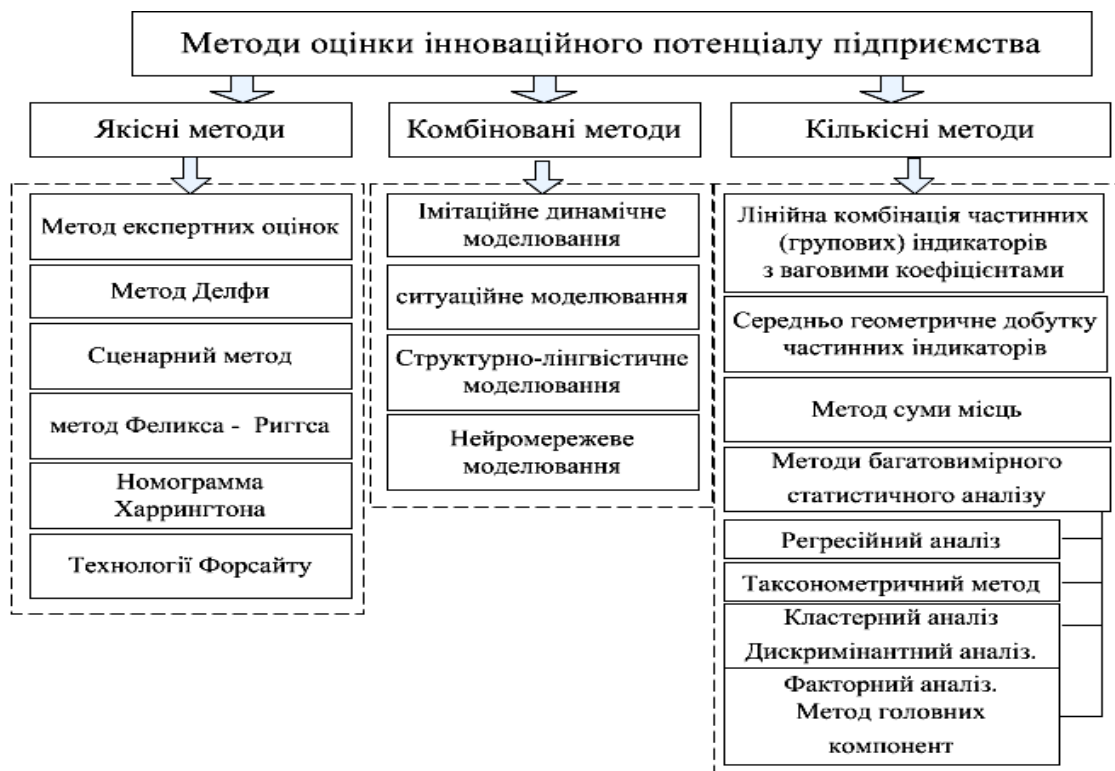 Методи оцінки інноваційного потенціалу підприємства
Якісні методи
Комбіновані методи
Кількісні методи
Метод експертних оцінок
Метод Делфи
Сценарний метод
метод Феликса - Риггса
Номограмма
Харрингтона
Технології Форсайту
Імітаційне динамічне
моделювання
ситуаційне моделювання
Структурно-лінгвістичне
моделювання
Нейромережеве
моделювання
Лінійна комбінація частинних
(групових) індикаторів
з ваговими коефіцієнтами
Середньо геометричне добутку
частинних індикаторів
Метод суми місць
Методи багатовимірного
статистичного аналізу
Регресійний аналіз
Таксонометричний метод
Кластерний аналіз
Дискримінантний аналіз.
Факторний аналіз.
Метод головних
компонент